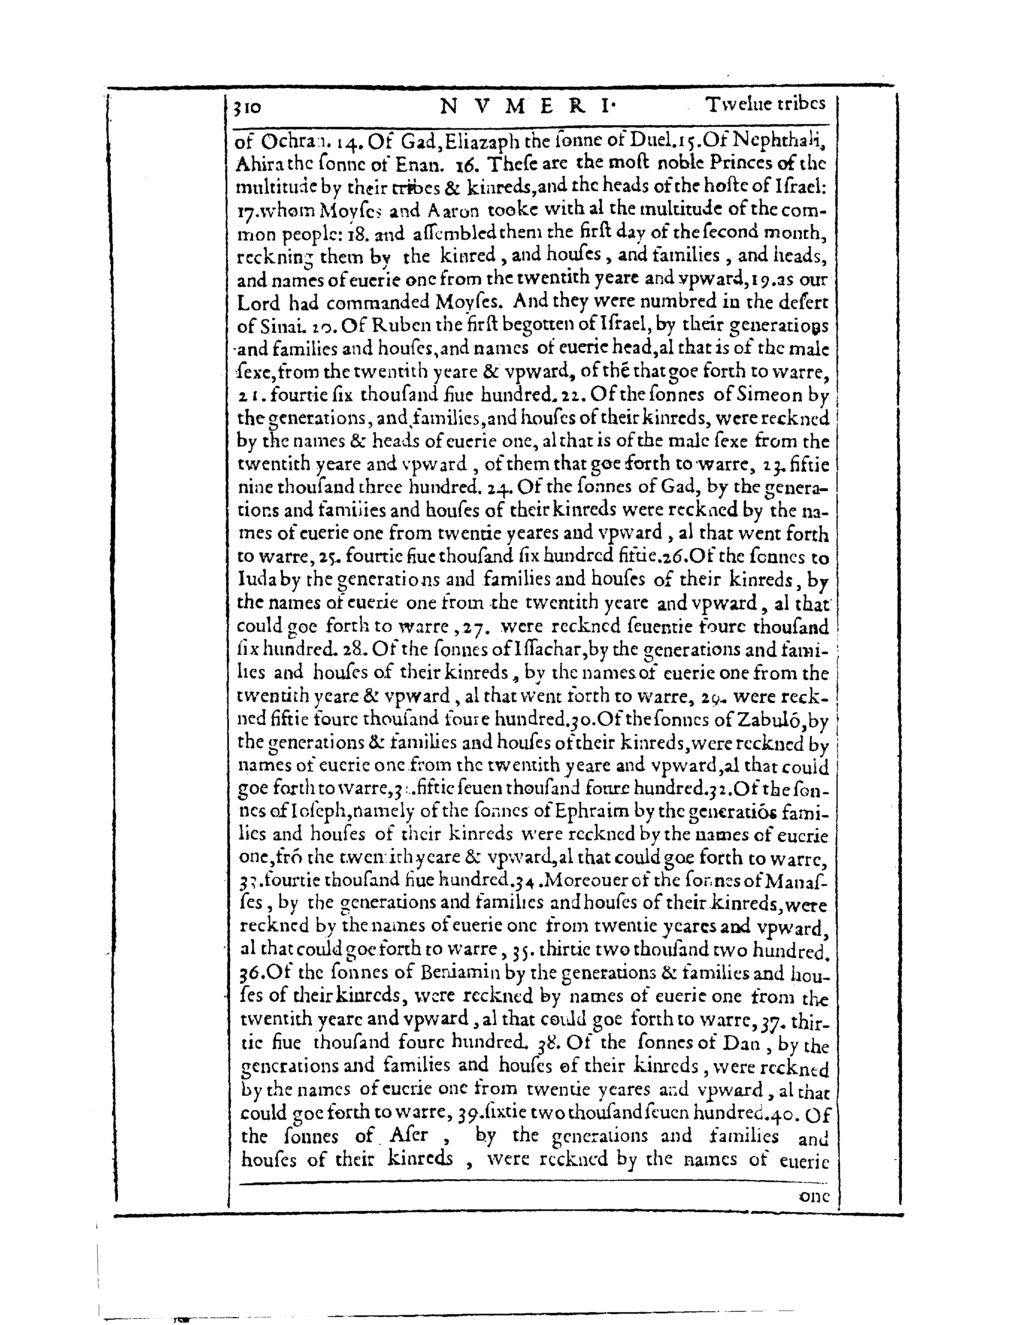 310 N V M E R I. Twelue tribes
of Ochran. 14. Of Gad, Eliazaph the ſonne of Duel. 15. Of Nephthali,
Ahira the ſonne of Enan. 16. Theſe are the moſt noble Princes of the
multitude by their tribes & kinreds, and the heads of the hoſte of Iſrael:
17. whom Moyſes and Aaron tooke with al the multitude of the com-
mon people: 18. and aſſembled them the firſt day of the ſecond month,
reckning them by the kinred, and houſes, and families, and heads,
and names of euerie one from the twentith yeare and vpward, 19. as our
Lord had commanded Moyſes. And they were numbred in the deſert
of Sinai. 20. Of Ruben the firſt begotten of Iſrael, by their generations
and families and houſes, and names of euerie head, al that is of the male
ſexe, from the twentith yeare & vpward, of thē that goe forth to warre,
21. fourtie ſix thouſand fiue hundred. 22. Of the ſonnes of Simeon by
the generations, and families, and houſes of their kinreds, were reckned
by the names & heads of euerie one, al that is of the male ſexe from the
twentith yeare and vpward, of them that goe forth to warre, 23. fiftie
nine thouſand three hundred. 24. Of the ſonnes of Gad, by the genera-
tions and families and houſes of their kinreds were reckned by the na-
mes of euerie one from twentie yeares and vpward, al that went forth
to warre, 25. fourtie fiue thouſand ſix hundred fiftie. 26. Of the ſonnes to
Iuda by the generations and families and houſes of their kinreds, by
the names of euerie one from the twentith yeare and vpward, al that
could goe forth to warre, 27. were reckned ſeuentie foure thouſand
ſix hundred. 28. Of the ſonnes of Iſſachar, by the generations and fami-
lies and houſes of their kinreds, by the names of euerie one from the
twentith yeare & vpward, al that went forth to warre, 29. were reck-
ned fiftie foure thouſand foure hundred. 30. Of the ſonnes of Zabulō, by
the generations & families and houſes of their kinreds, were reckned by
names of euerie one from the twentith yeare and vpward, al that could
goe forth to warre, 31. fiftie ſeuen thouſand foure hundred. 32. Of the ſon-
nes of Ioſeph, namely of the ſonnes of Ephraim by the generatiōs fami-
lies and houſes of their kinreds were reckned by the names of euerie
one, frō the twentith yeare & vpward, al that could goe forth to warre,
33. fourtie thouſand fiue hundred. 34. Moreouer of the ſonnes of Manaſ-
ſes, by the generations and families and houſes of their kinreds, were
reckned by the names of euerie one from twentie yeares and vpward,
al that could goe forth to warre, 35. thirtie two thouſand two hundred.
36. Of the ſonnes of Beniamin by the generations & families and hou-
ſes of their kinreds, were reckned by names of euerie one from the
twentith yeare and vpward, al that could goe forth to warre, 37. thir-
tie fiue thouſand foure hundred. 38. Of the ſonnes of Dan, by the
generations and families and houſes of their kinreds, were reckned
by the names of euerie one from twentie yeares and vpward, al that
could goe forth to warre, 39. ſixtie two thouſand ſeuen hundred. 40. Of
the ſonnes of Aſer, by the generations and families and
houſes of their kinreds, were reckned by the names of euerie
one